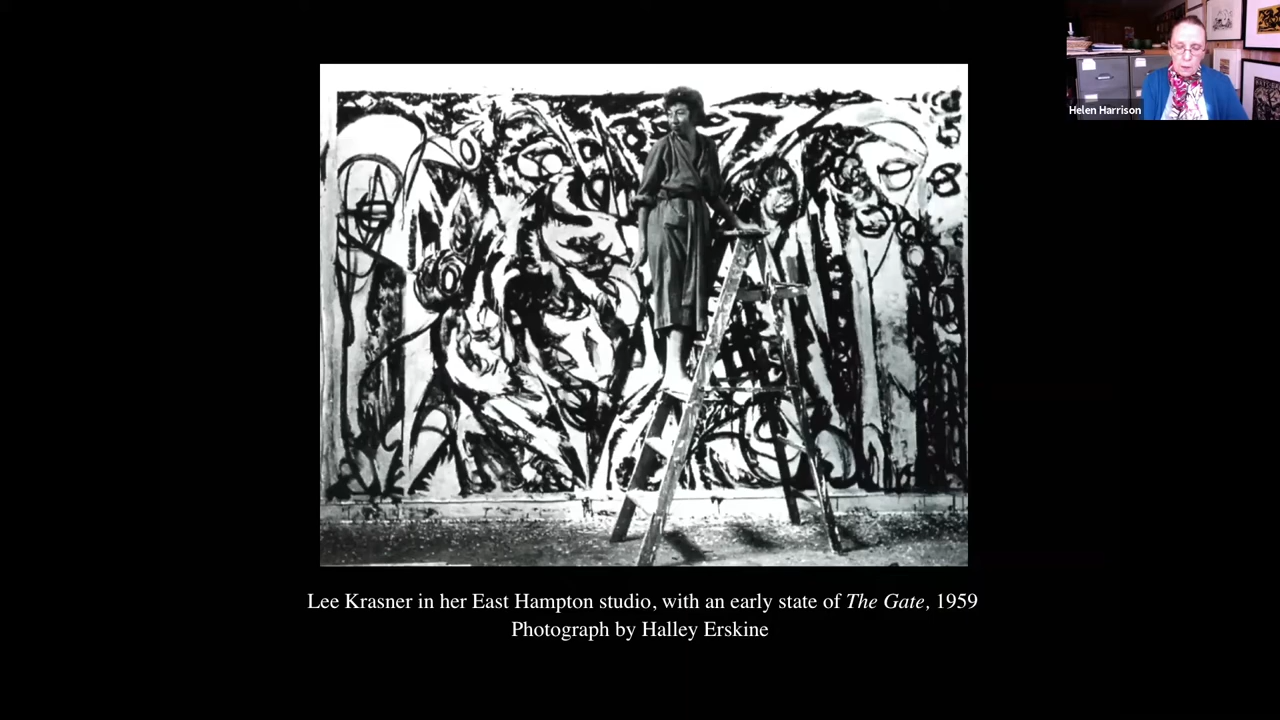 Helen Harrison
Lee Krasner in her East Hampton studio, with an early state of The Gate, 1959
Photograph by Halley Erskine